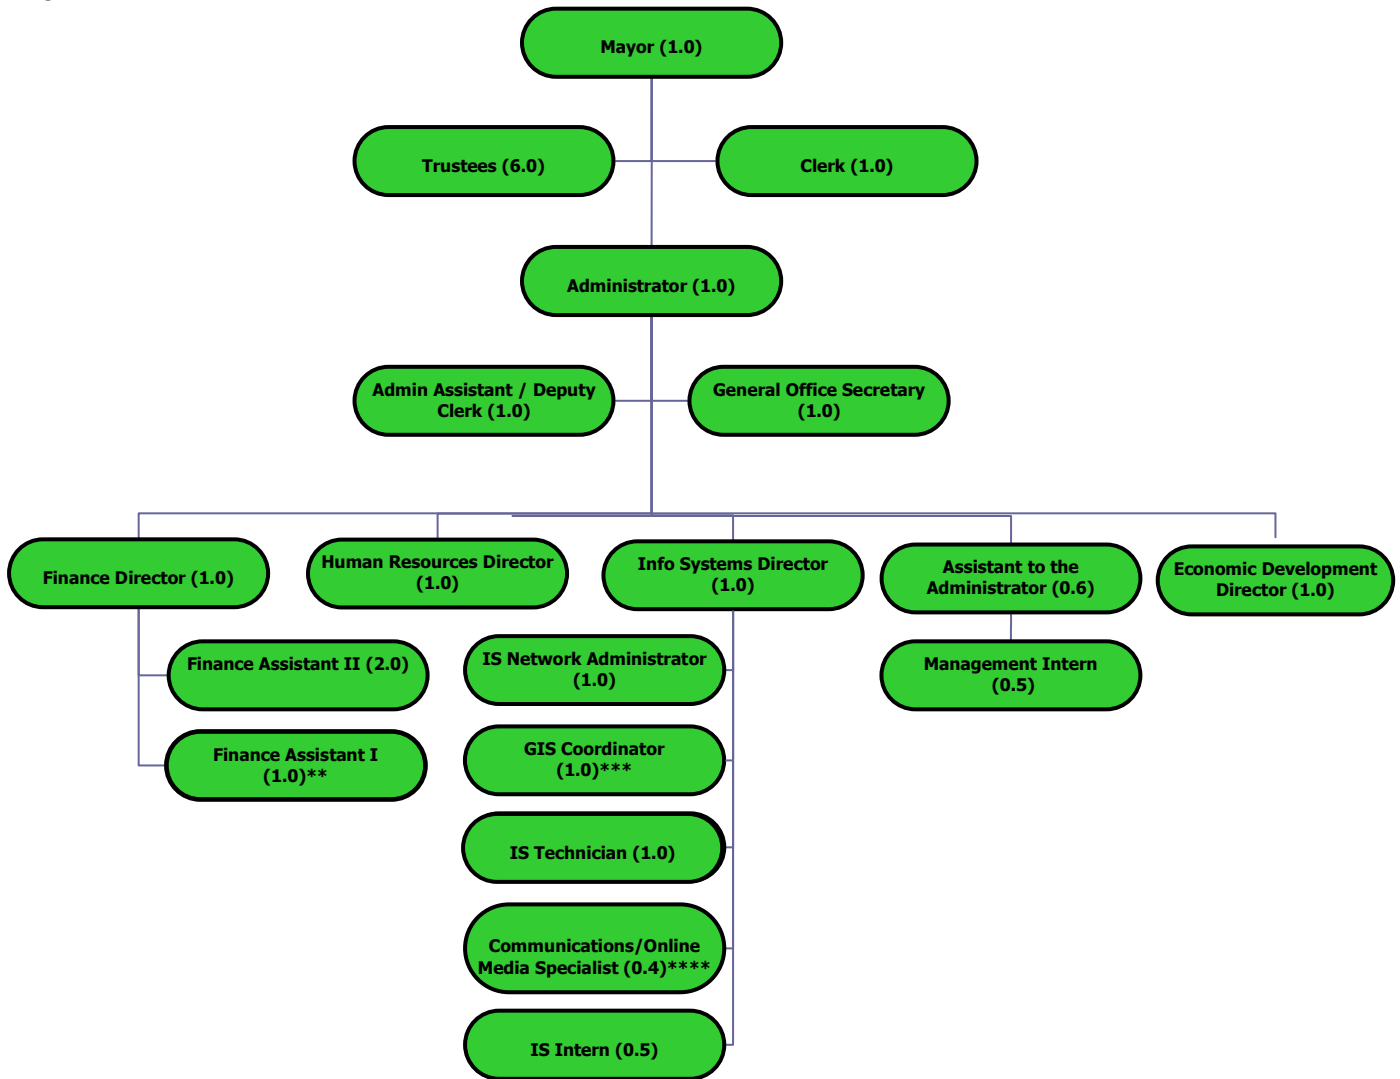 Mayor (1.0)
Trustees (6.0)
Clerk (1.0)
Administrator (1.0)
Admin Assistant / Deputy
Clerk (1.0)
General Office Secretary
(1.0)
Finance Director (1.0)
Human Resources Director
(1.0)
Info Systems Director
(1.0)
Assistant to the
Administrator (0.6)
Economic Development
Director (1.0)
Finance Assistant II (2.0)
Finance Assistant I
(1.0)**
IS Network Administrator
(1.0)
GIS Coordinator
(1.0)***
IS Technician (1.0)
Communications/Online
Media Specialist (0.4)****
IS Intern (0.5)
Management Intern
(0.5)